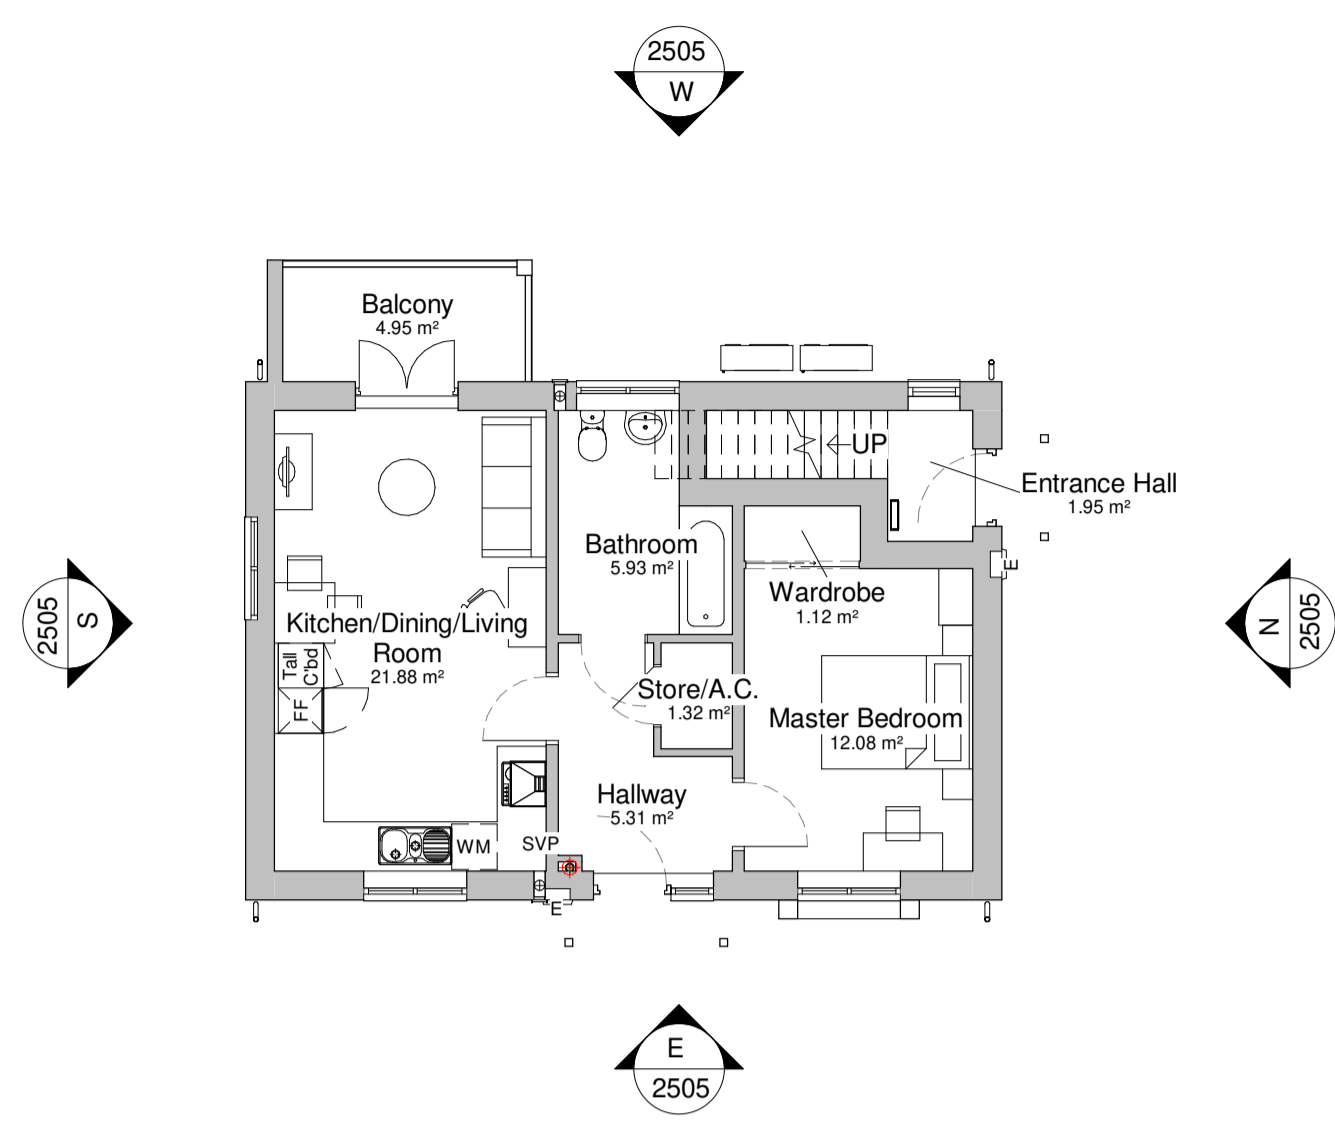 2505
W
Balcony
4.95 m²
UP
Entrance Hall
1.95 m²
Bathroom
5.93 m²
E
Wardrobe
1.12 m²
2505
S
Kitchen/Dining/Living
Room
21.88 m²
N
2505
Tall
C'bd
FF
Store/A.C.
1.32 m²
Master Bedroom
12.08 m²
Hallway
5.31 m²
WM
SVP
E
E
2505